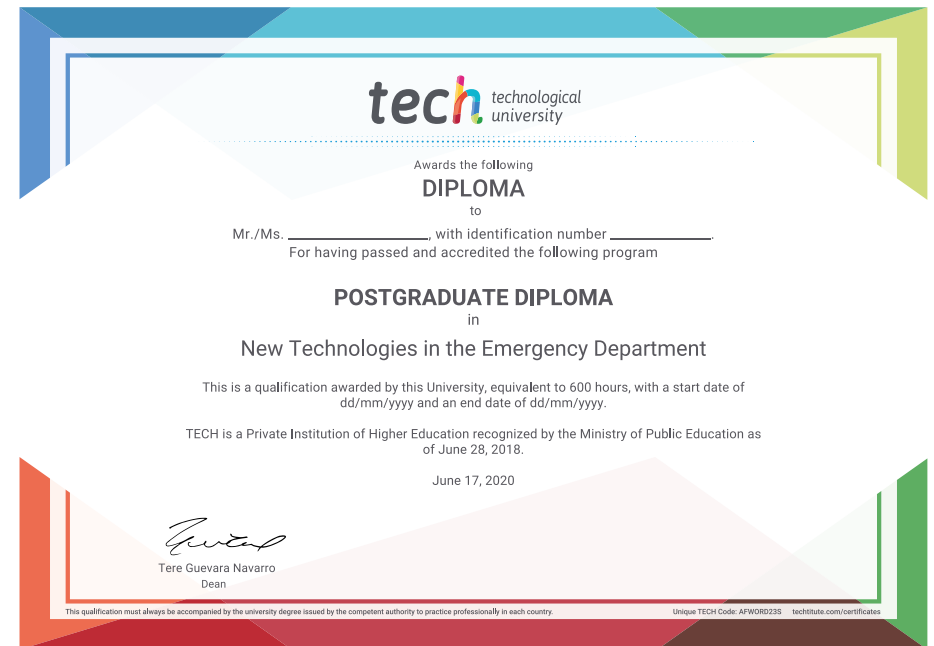 tech technological
university
Awards the following
DIPLOMA
to
Mr./Ms. ____________________, with identification number ______________.
For having passed and accredited the following program
POSTGRADUATE DIPLOMA
in
New Technologies in the Emergency Department
This is a qualification awarded by this University, equivalent to 600 hours, with a start date of
dd/mm/yyyy and an end date of dd/mm/yyyy.
TECH is a Private Institution of Higher Education recognized by the Ministry of Public Education as
of June 28, 2018.
June 17, 2020
Tere Guevara Navarro
Dean
This qualification must always be accompanied by the university degree issued by the competent authority to practice professionally in each country.
Unique TECH Code: AFWORD23S techtitute.com/certificates